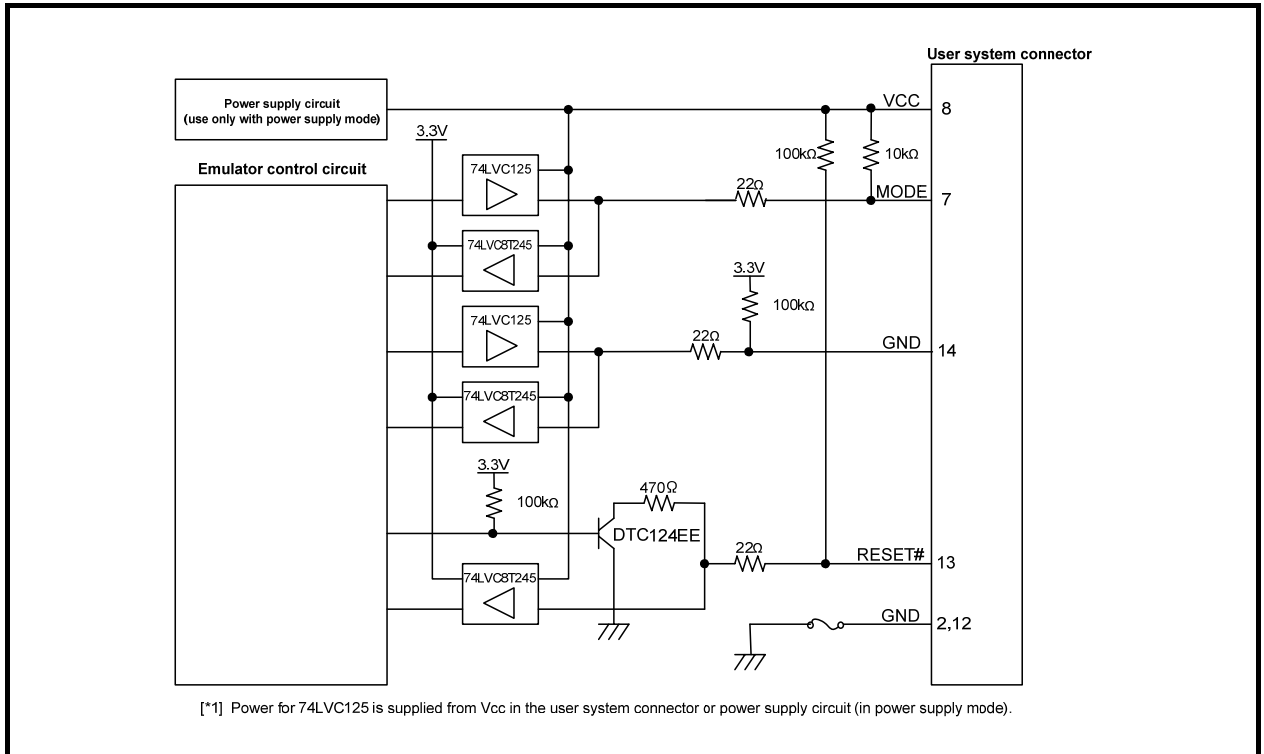 User system connector
Power supply circuit
(use only with power supply mode)
VCC
8
3.3V
Emulator control circuit
74LVC125
100kΩ
10kΩ
22Ω
MODE
7
74LVC8T245
3.3V
100kΩ
74LVC125
22Ω
GND
14
74LVC8T245
3.3V
100kΩ
470Ω
DTC124EE
22Ω
RESET#
13
74LVC8T245
GND
2,12
[*1] Power for 74LVC125 is supplied from Vcc in the user system connector or power supply circuit (in power supply mode).